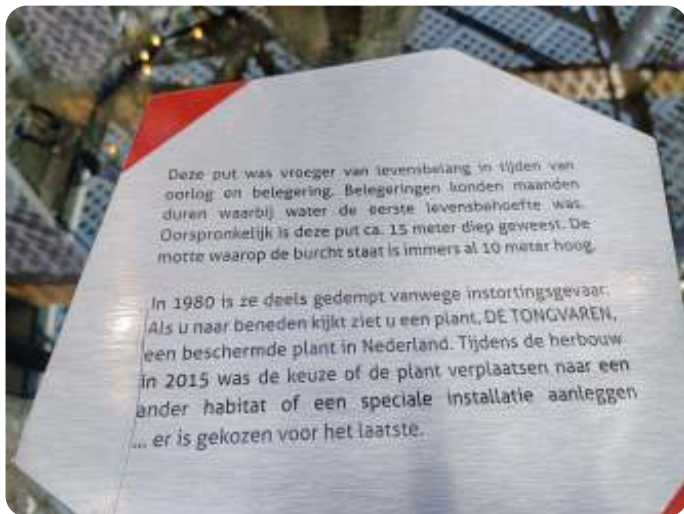 Deze put was vroeger van levensbelang in tijden van
oorlog en belegering. Belegeringen konden maanden
duren waarbij water de eerste levensbehoefte was.
Oorspronkelijk is deze put ca. 15 meter diep geweest. De
motte waarop de burcht staat is immers al 10 meter hoog.
In 1980 is ze deels gedempt vanwege instortingsgevaar.
Als u naar beneden kijkt ziet u een plant, DE TONGVAREN,
een beschermde plant in Nederland. Tijdens de herbouw
in 2015 was de keuze of de plant verplaatsen naar een
ander habitat of een speciale installatie aanleggen
... er is gekozen voor het laatste.